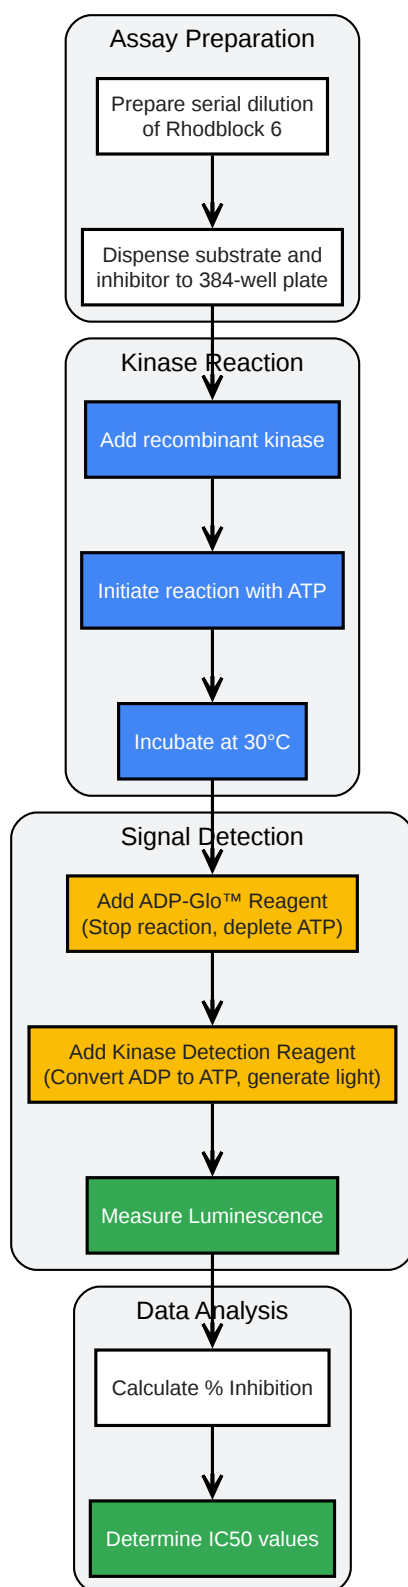 Assay Preparation
Prepare serial dilution
of Rhodblock 6
Dispense substrate and
inhibitor to 384-well plate
Kinase Reaction
Add recombinant kinase
Initiate reaction with ATP
Incubate at 30°C
Signal Detection
Add ADP-Glo™ Reagent
(Stop reaction, deplete ATP)
Add Kinase Detection Reagent
(Convert ADP to ATP, generate light)
Measure Luminescence
Data Analysis
Calculate % Inhibition
Determine IC50 values